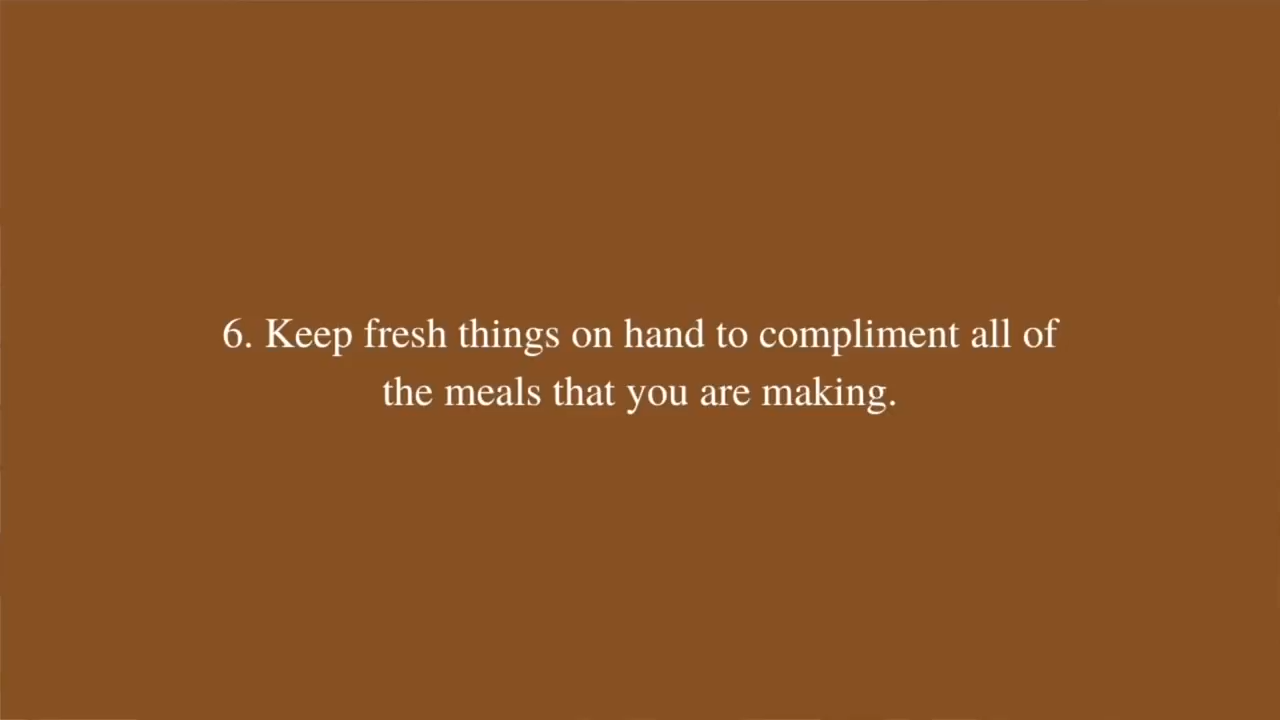 6. Keep fresh things on hand to compliment all of
the meals that you are making.